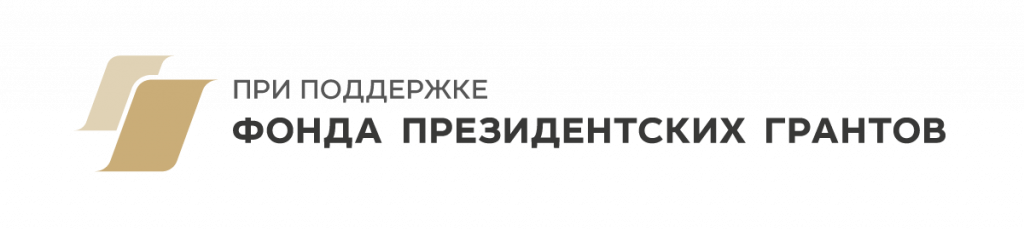 ПРИ ПОДДЕРЖКЕ
ФОНДА ПРЕЗИДЕНТСКИХ ГРАНТОВ